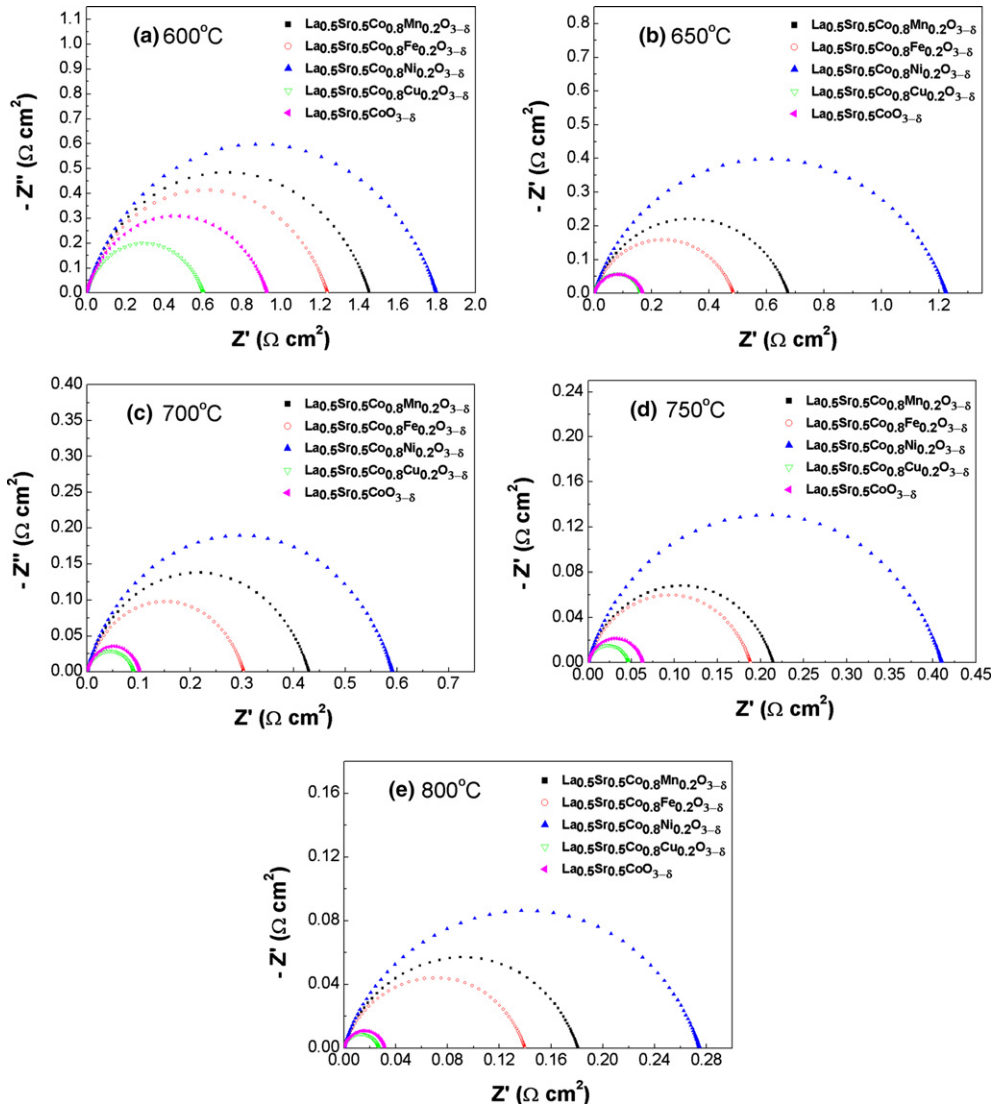 (a) 600°C
La0.5Sr0.5Co0.8Mn0.2O3–δ
La0.5Sr0.5Co0.8Fe0.2O3–δ
La0.5Sr0.5Co0.8Ni0.2O3–δ
La0.5Sr0.5Co0.8Cu0.2O3–δ
La0.5Sr0.5CoO3–δ
1.1
1.0
0.9
0.8
0.7
0.6
0.5
0.4
0.3
0.2
0.1
0.0
- Z'' (Ω cm²)
0.0 0.2 0.4 0.6 0.8 1.0 1.2 1.4 1.6 1.8 2.0
Z' (Ω cm²)
(b) 650°C
La0.5Sr0.5Co0.8Mn0.2O3–δ
La0.5Sr0.5Co0.8Fe0.2O3–δ
La0.5Sr0.5Co0.8Ni0.2O3–δ
La0.5Sr0.5Co0.8Cu0.2O3–δ
La0.5Sr0.5CoO3–δ
0.8
0.7
0.6
0.5
0.4
0.3
0.2
0.1
0.0
- Z' (Ω cm²)
0.0 0.2 0.4 0.6 0.8 1.0 1.2
Z' (Ω cm²)
(c) 700°C
La0.5Sr0.5Co0.8Mn0.2O3–δ
La0.5Sr0.5Co0.8Fe0.2O3–δ
La0.5Sr0.5Co0.8Ni0.2O3–δ
La0.5Sr0.5Co0.8Cu0.2O3–δ
La0.5Sr0.5CoO3–δ
0.40
0.35
0.30
0.25
0.20
0.15
0.10
0.05
0.00
- Z'' (Ω cm²)
0.0 0.1 0.2 0.3 0.4 0.5 0.6 0.7
Z' (Ω cm²)
(d) 750°C
La0.5Sr0.5Co0.8Mn0.2O3–δ
La0.5Sr0.5Co0.8Fe0.2O3–δ
La0.5Sr0.5Co0.8Ni0.2O3–δ
La0.5Sr0.5Co0.8Cu0.2O3–δ
La0.5Sr0.5CoO3–δ
0.24
0.20
0.16
0.12
0.08
0.04
0.00
- Z' (Ω cm²)
0.00 0.05 0.10 0.15 0.20 0.25 0.30 0.35 0.40 0.45
Z' (Ω cm²)
(e) 800°C
La0.5Sr0.5Co0.8Mn0.2O3–δ
La0.5Sr0.5Co0.8Fe0.2O3–δ
La0.5Sr0.5Co0.8Ni0.2O3–δ
La0.5Sr0.5Co0.8Cu0.2O3–δ
La0.5Sr0.5CoO3–δ
0.16
0.12
0.08
0.04
0.00
- Z' (Ω cm²)
0.00 0.04 0.08 0.12 0.16 0.20 0.24 0.28
Z' (Ω cm²)